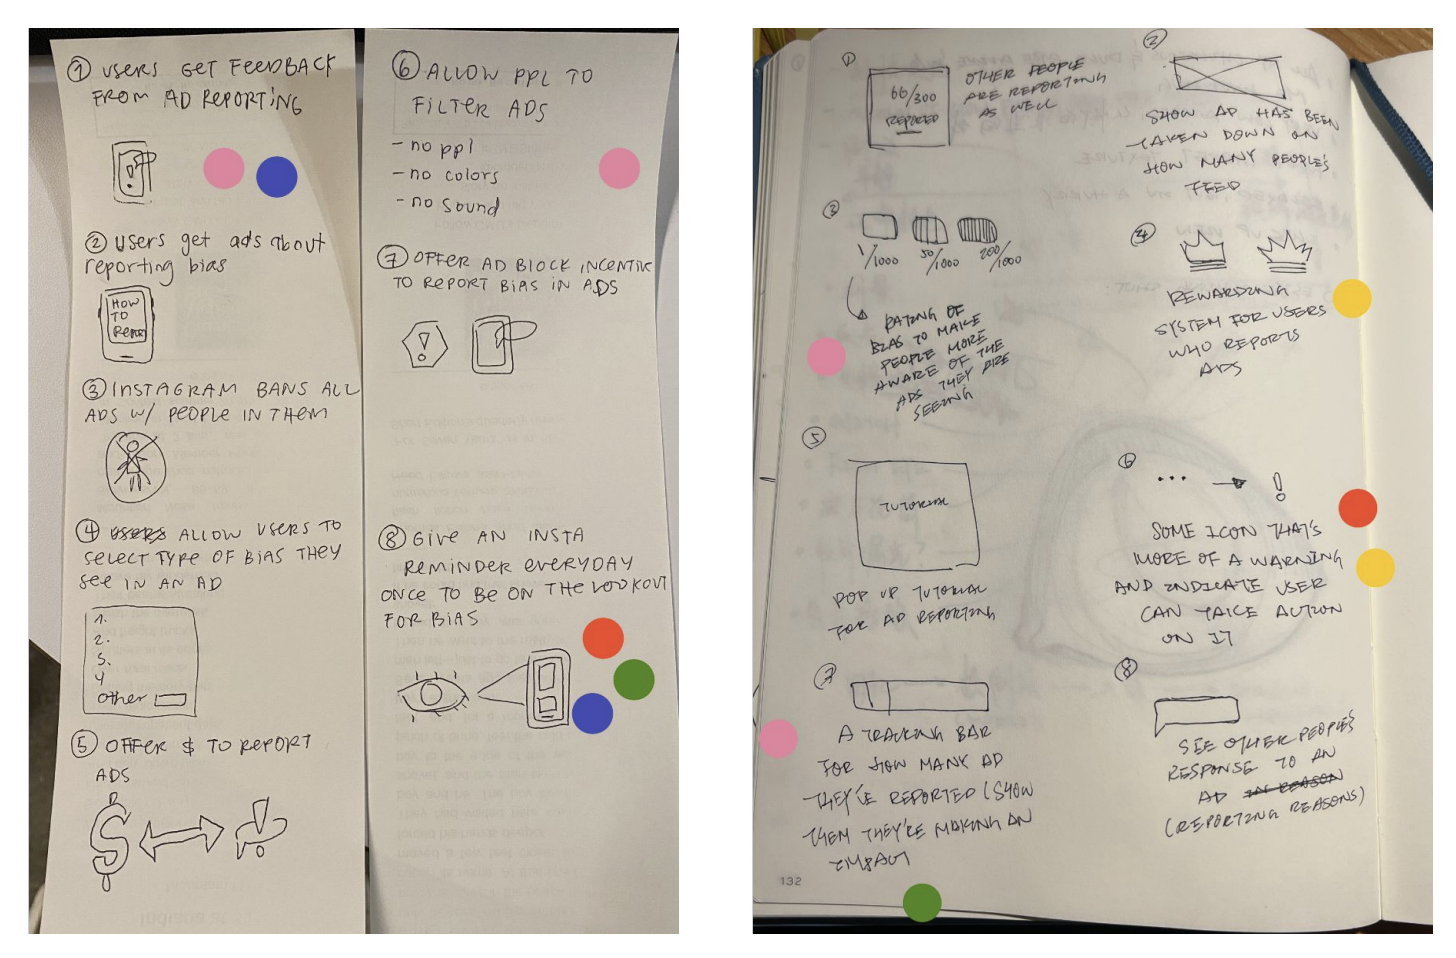 1 USERS GET FEEDBACK
FROM AD REPORTING
!
2 USERS get ads about
reporting bias
HOW
TO
Report
3 INSTAGRAM BANS ALL
ADS W/ PEOPLE IN THEM
4 USERS ALLOW USERS TO
SELECT TYPE OF BIAS THEY
See IN AN AD
1.
2.
3.
4
other
5 OFFER $ TO REPORT
ADS
$ !
6 ALLOW PPL TO
FILTER ADS
- no ppl
- no colors
- no sound
7 OFFER AD BLOCK INCENTIVE
TO REPORT BIAS IN ADS
!
8 GIVE AN INSTA
REMINDER EVERYDAY
ONCE TO BE ON THE LOOKOUT
FOR BIAS
1
66/300
REPORTED
OTHER PEOPLE
ARE REPORTING
AS WELL
2
SHOW AD HAS BEEN
TAKEN DOWN ON
HOW MANY PEOPLE'S
FEED
3
1/1000 50/1000 200/1000
RATING OF
BIAS TO MAKE
PEOPLE MORE
AWARE OF THE
ADS THEY ARE
SEEING
4
REWARDING
SYSTEM FOR USERS
WHO REPORTS
ADS
5
TUTORIAL
POP UP TUTORIAL
FOR AD REPORTING
6
... !
SOME ICON THAT'S
MORE OF A WARNING
AND INDICATE USER
CAN TAKE ACTION
ON IT
7
A TRACKING BAR
FOR HOW MANK AD
THEY'VE REPORTED (SHOW
THEM THEY'RE MAKING AN
IMPACT
8
SEE OTHER PEOPLE'S
RESPONSE TO AN
AD
(REPORTING REASONS)
132